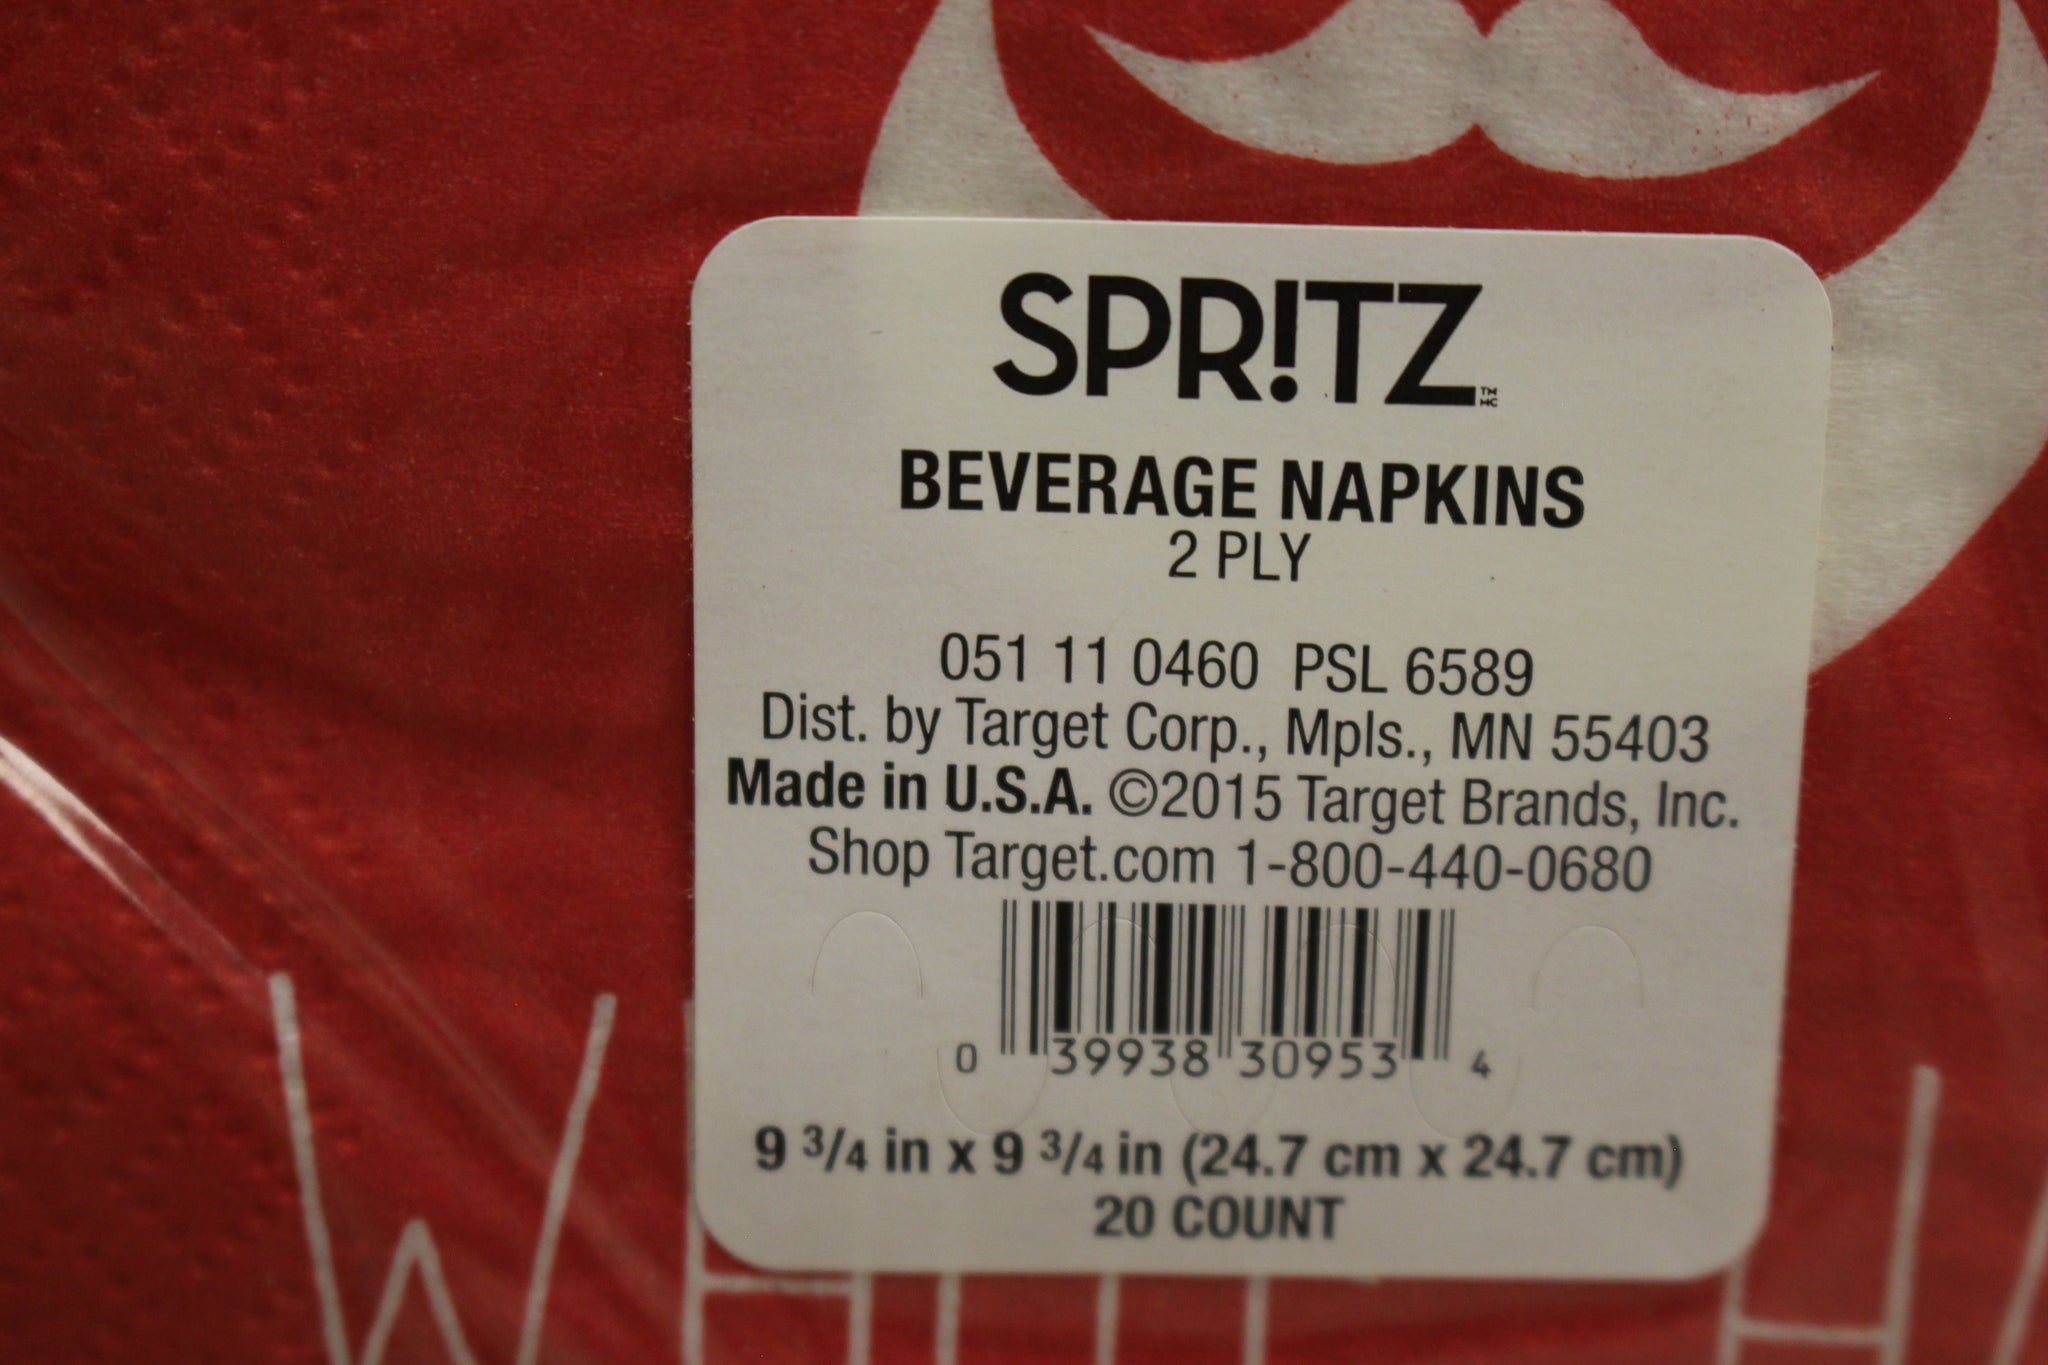 SPR!TZ ™ MC
BEVERAGE NAPKINS
2 PLY
051 11 0460 PSL 6589
Dist. by Target Corp., Mpls., MN 55403
Made in U.S.A. ©2015 Target Brands, Inc.
Shop Target.com 1-800-440-0680
0 39938 30953 4
9 3/4 in x 9 3/4 in (24.7 cm x 24.7 cm)
20 COUNT